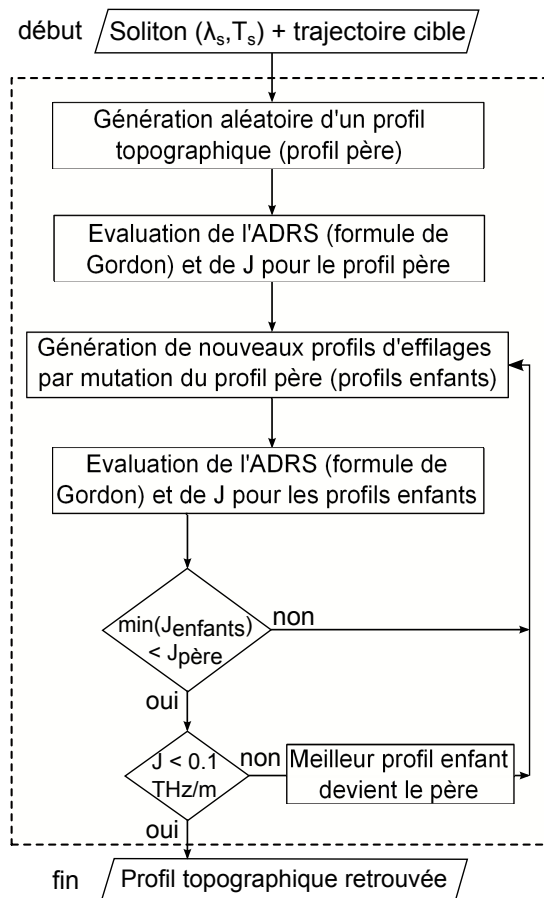 début
Soliton (λs,Ts) + trajectoire cible
Génération aléatoire d'un profil
topographique (profil père)
Evaluation de l'ADRS (formule de
Gordon) et de J pour le profil père
Génération de nouveaux profils d'effilages
par mutation du profil père (profils enfants)
Evaluation de l'ADRS (formule de
Gordon) et de J pour les profils enfants
min(Jenfants)
< Jpère
non
oui
J < 0.1
THz/m
non
Meilleur profil enfant
devient le père
oui
fin
Profil topographique retrouvée